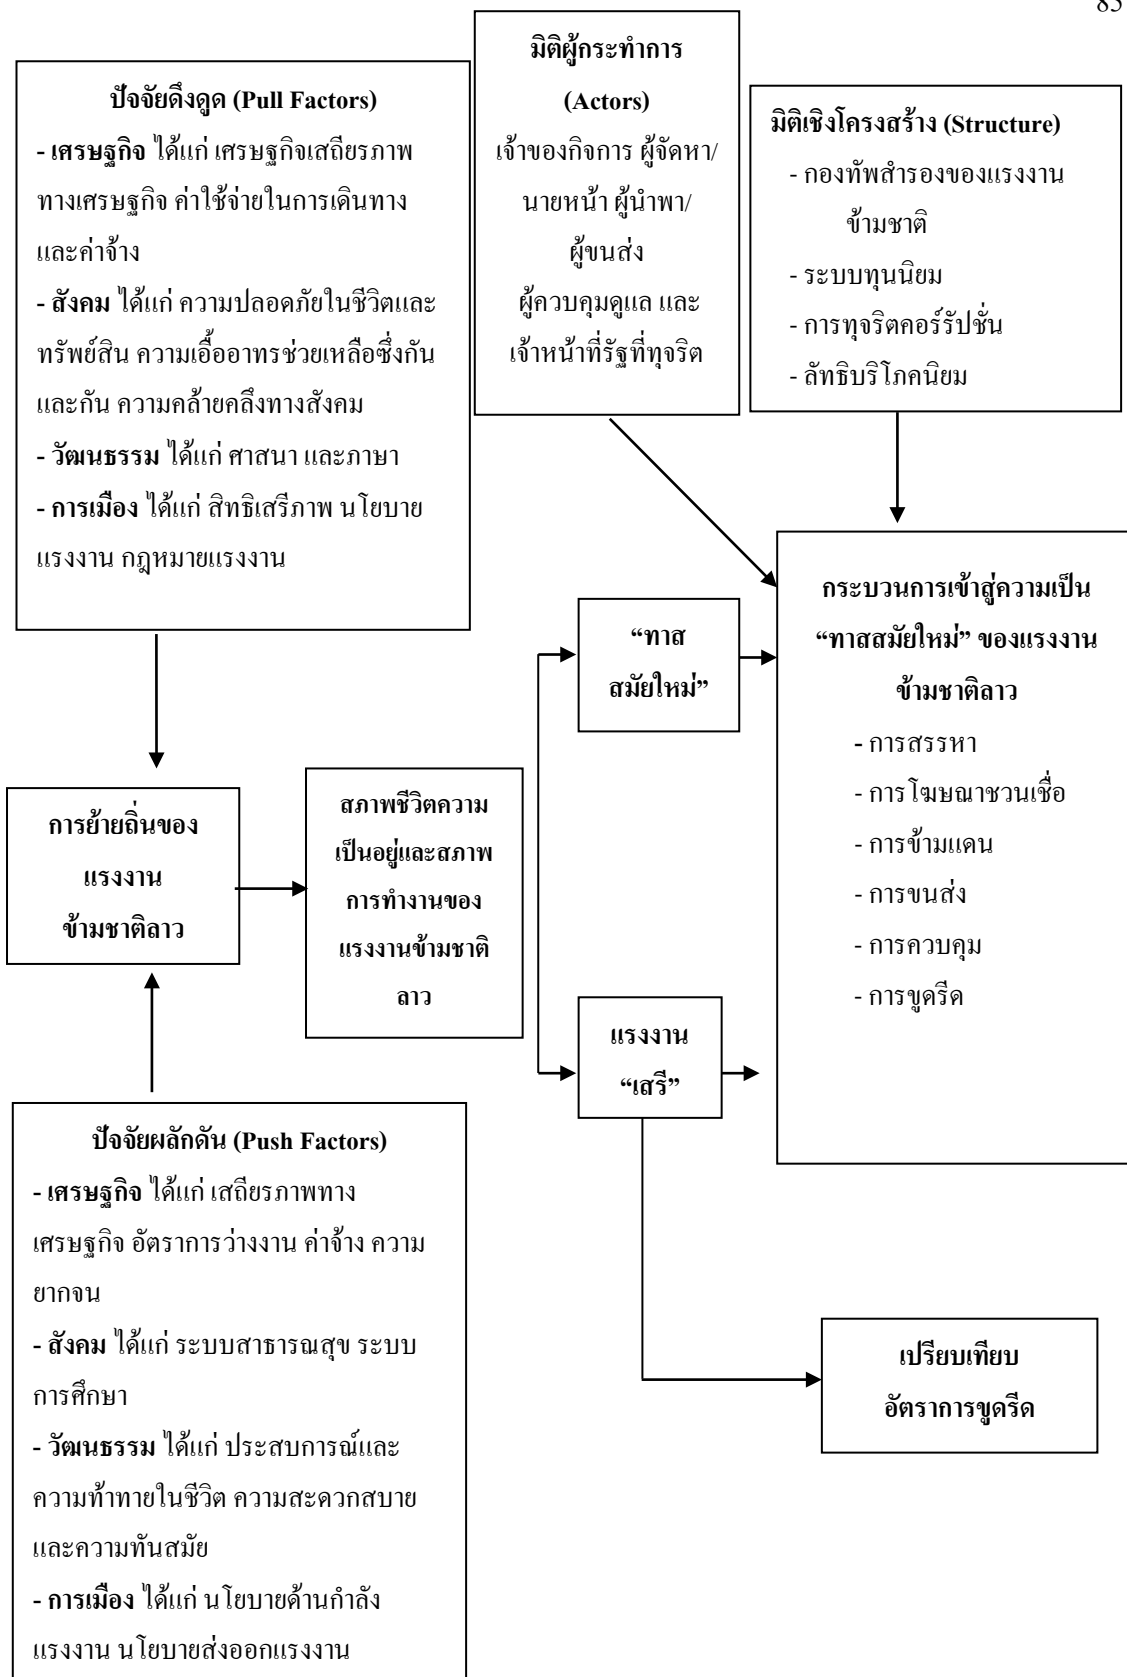 85
ปัจจัยดึงดูด (Pull Factors)
- เศรษฐกิจ ได้แก่ เศรษฐกิจเสถียรภาพ
ทางเศรษฐกิจ ค่าใช้จ่ายในการเดินทาง
และค่าจ้าง
- สังคม ได้แก่ ความปลอดภัยในชีวิตและ
ทรัพย์สิน ความเอื้ออาทรช่วยเหลือซึ่งกัน
และกัน ความคล้ายคลึงทางสังคม
- วัฒนธรรม ได้แก่ ศาสนา และภาษา
- การเมือง ได้แก่ สิทธิเสรีภาพ นโยบาย
แรงงาน กฎหมายแรงงาน
มิติผู้กระทำการ
(Actors)
เจ้าของกิจการ ผู้จัดหา/
นายหน้า ผู้นำพา/
ผู้ขนส่ง
ผู้ควบคุมดูแล และ
เจ้าหน้าที่รัฐที่ทุจริต
มิติเชิงโครงสร้าง (Structure)
- กองทัพสำรองของแรงงาน
ข้ามชาติ
- ระบบทุนนิยม
- การทุจริตคอร์รัปชั่น
- ลัทธิบริโภคนิยม
การย้ายถิ่นของ
แรงงาน
ข้ามชาติลาว
สภาพชีวิตความ
เป็นอยู่และสภาพ
การทำงานของ
แรงงานข้ามชาติ
ลาว
“ทาส
สมัยใหม่”
แรงงาน
“เสรี”
กระบวนการเข้าสู่ความเป็น
“ทาสสมัยใหม่” ของแรงงาน
ข้ามชาติลาว
- การสรรหา
- การโฆษณาชวนเชื่อ
- การข้ามแดน
- การขนส่ง
- การควบคุม
- การขูดรีด
ปัจจัยผลักดัน (Push Factors)
- เศรษฐกิจ ได้แก่ เสถียรภาพทาง
เศรษฐกิจ อัตราการว่างงาน ค่าจ้าง ความ
ยากจน
- สังคม ได้แก่ ระบบสาธารณสุข ระบบ
การศึกษา
- วัฒนธรรม ได้แก่ ประสบการณ์และ
ความท้าทายในชีวิต ความสะดวกสบาย
และความทันสมัย
- การเมือง ได้แก่ นโยบายด้านกำลัง
แรงงาน นโยบายส่งออกแรงงาน
เปรียบเทียบ
อัตราการขูดรีด